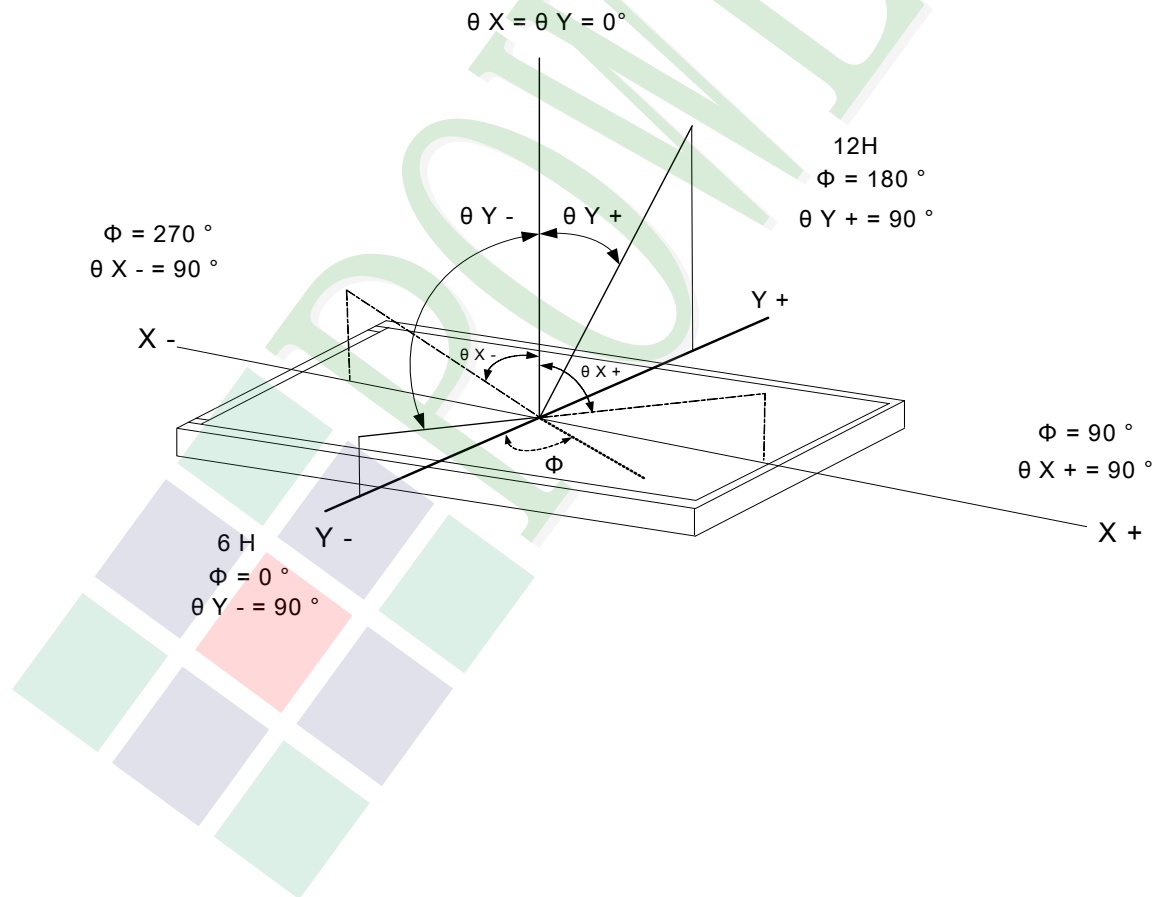 θ X = θ Y = 0°
12H
Φ = 180 °
θ Y + = 90 °
θ Y -
θ Y +
Φ = 270 °
θ X - = 90 °
Y +
X -
θ X -
θ X +
Φ = 90 °
θ X + = 90 °
Φ
X +
Y -
6 H
Φ = 0 °
θ Y - = 90 °